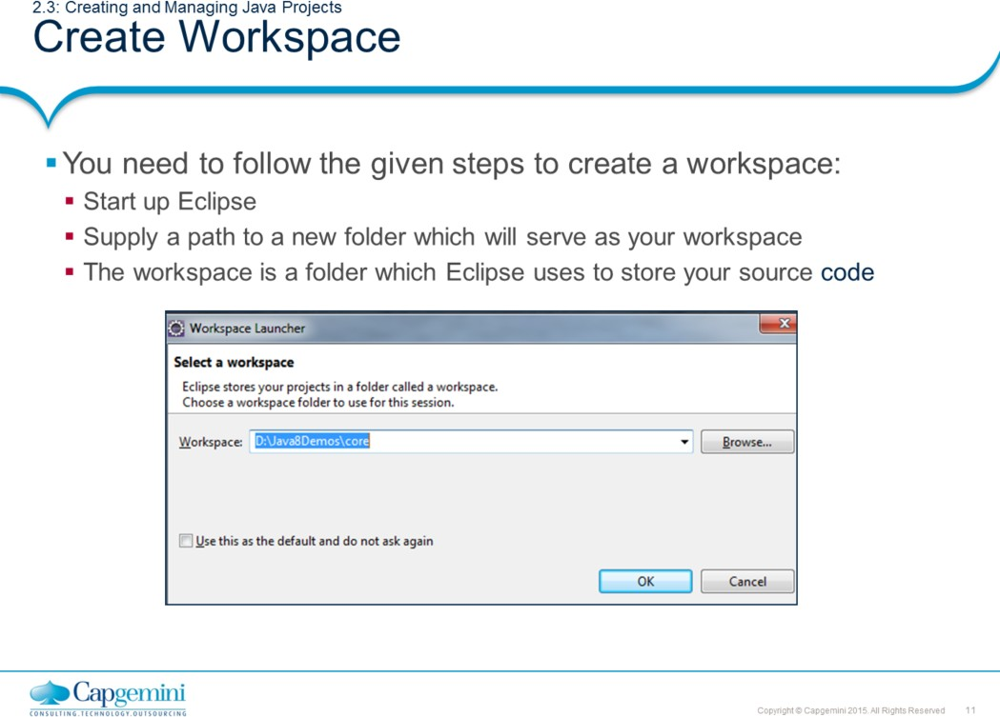 2.3: Creating and Managing Java Projects
Create Workspace
You need to follow the given steps to create a workspace:
Start up Eclipse
Supply a path to a new folder which will serve as your workspace
The workspace is a folder which Eclipse uses to store your source code
Workspace Launcher
Select a workspace
Eclipse stores your projects in a folder called a workspace.
Choose a workspace folder to use for this session.
Workspace: D:\Java8Demos\core Browse...
Use this as the default and do not ask again
OK Cancel
Capgemini
CONSULTING.TECHNOLOGY.OUTSOURCING
Copyright © Capgemini 2015. All Rights Reserved 11